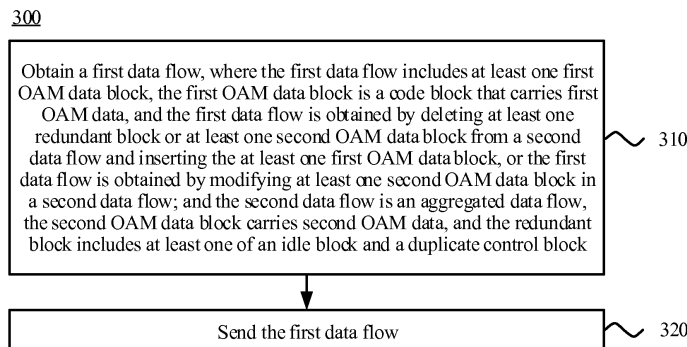 300
Obtain a first data flow, where the first data flow includes at least one first
OAM data block, the first OAM data block is a code block that carries first
OAM data, and the first data flow is obtained by deleting at least one
redundant block or at least one second OAM data block from a second
data flow and inserting the at least one first OAM data block, or the first
data flow is obtained by modifying at least one second OAM data block in
a second data flow; and the second data flow is an aggregated data flow,
the second OAM data block carries second OAM data, and the redundant
block includes at least one of an idle block and a duplicate control block
310
Send the first data flow
320